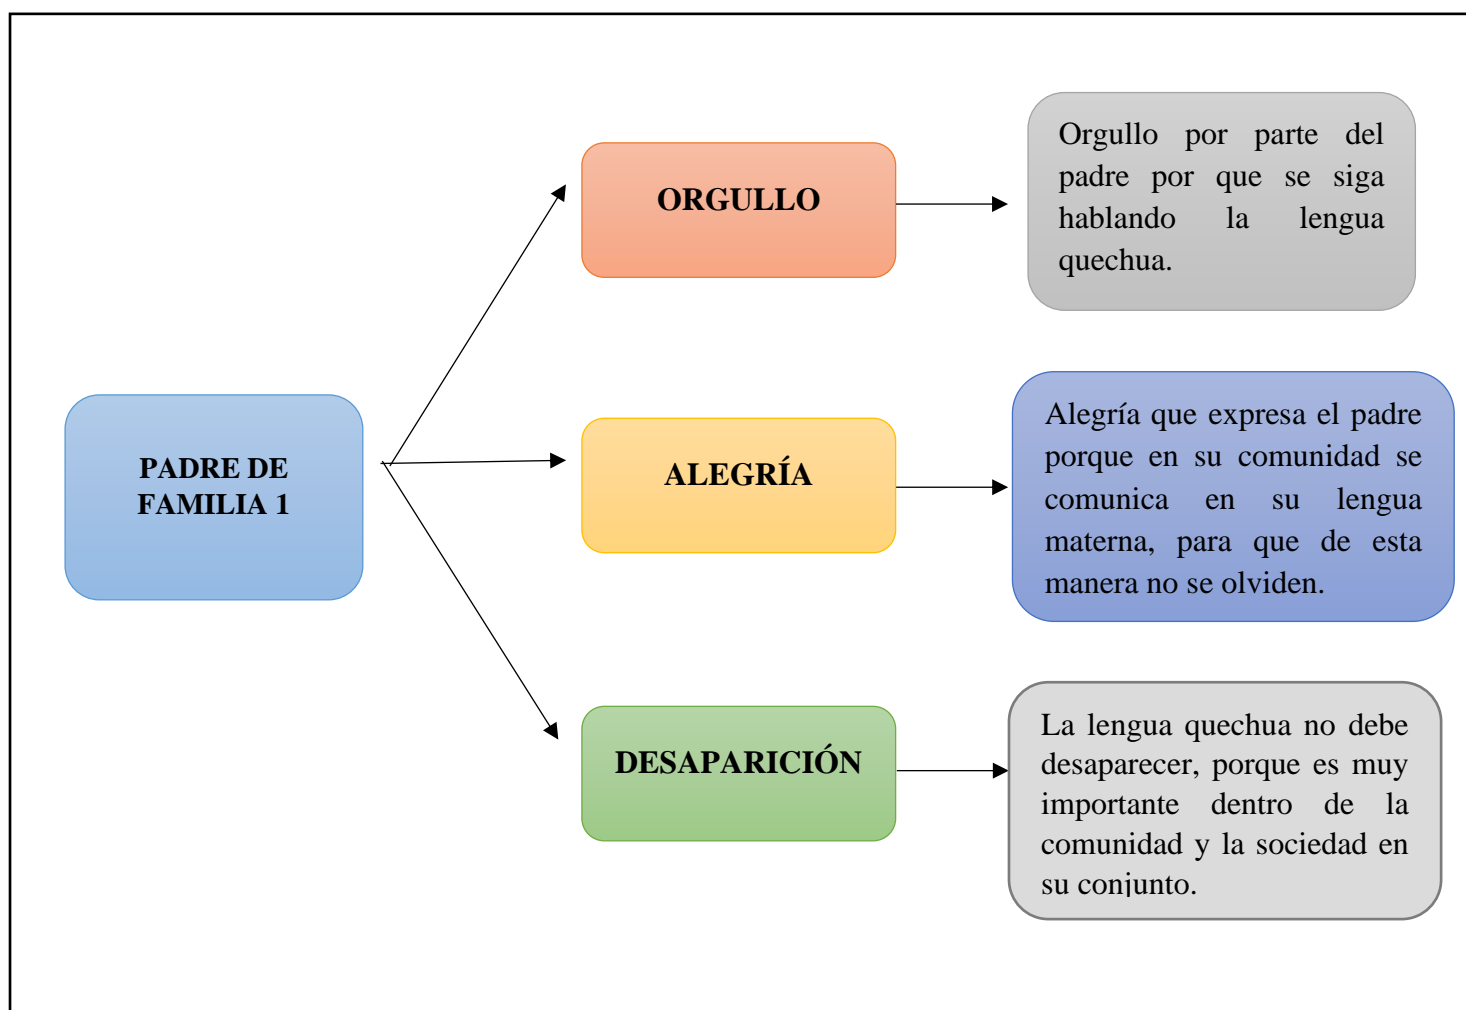 PADRE DE
FAMILIA 1
ORGULLO
Orgullo por parte del
padre por que se siga
hablando la lengua
quechua.
ALEGRÍA
Alegría que expresa el padre
porque en su comunidad se
comunica en su lengua
materna, para que de esta
manera no se olviden.
DESAPARICIÓN
La lengua quechua no debe
desaparecer, porque es muy
importante dentro de la
comunidad y la sociedad en
su conjunto.